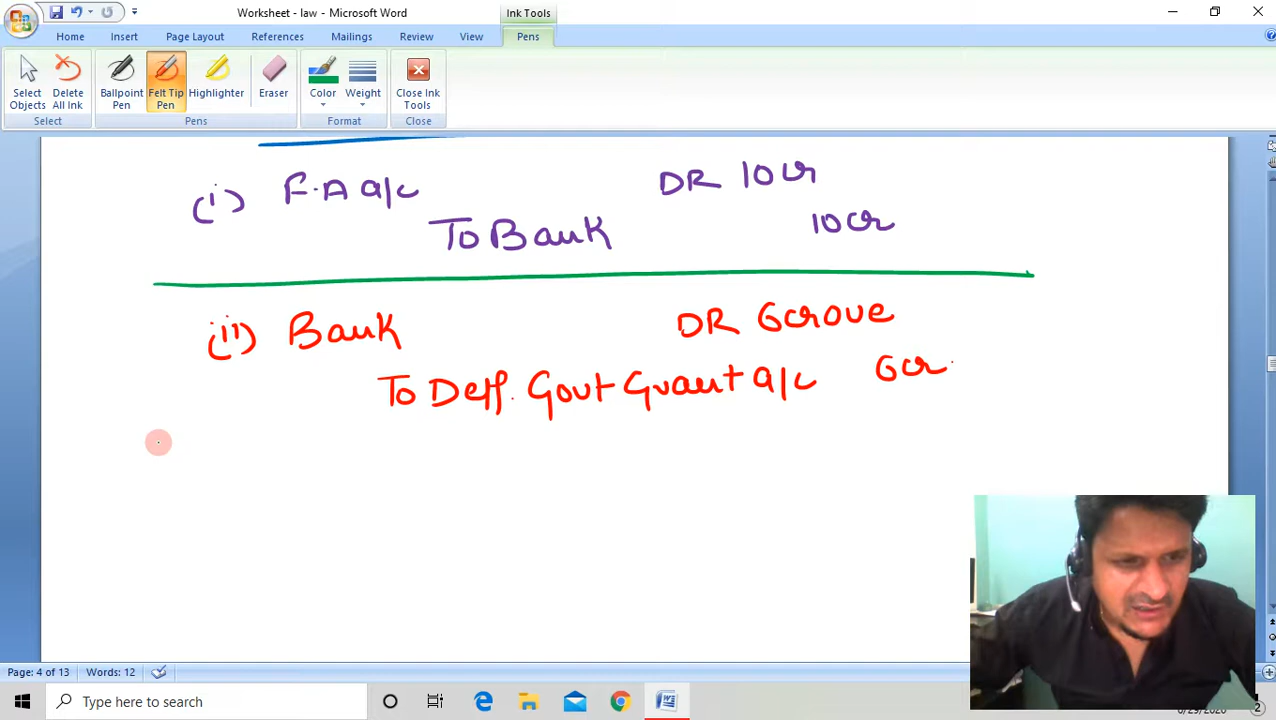 Worksheet - law - Microsoft Word
Ink Tools
Home Insert Page Layout References Mailings Review View Pens
Select Objects
Delete All Ink
Ballpoint Pen
Felt Tip Pen
Highlighter
Eraser
Color
Weight
Close Ink Tools
Select Pens Format Close
(i) F.A a/c DR 10cr
To Bank 10cr
(ii) Bank DR 6crove
To Deff. Govt Grant a/c 6cr.
Page: 4 of 13 Words: 12
Type here to search
2